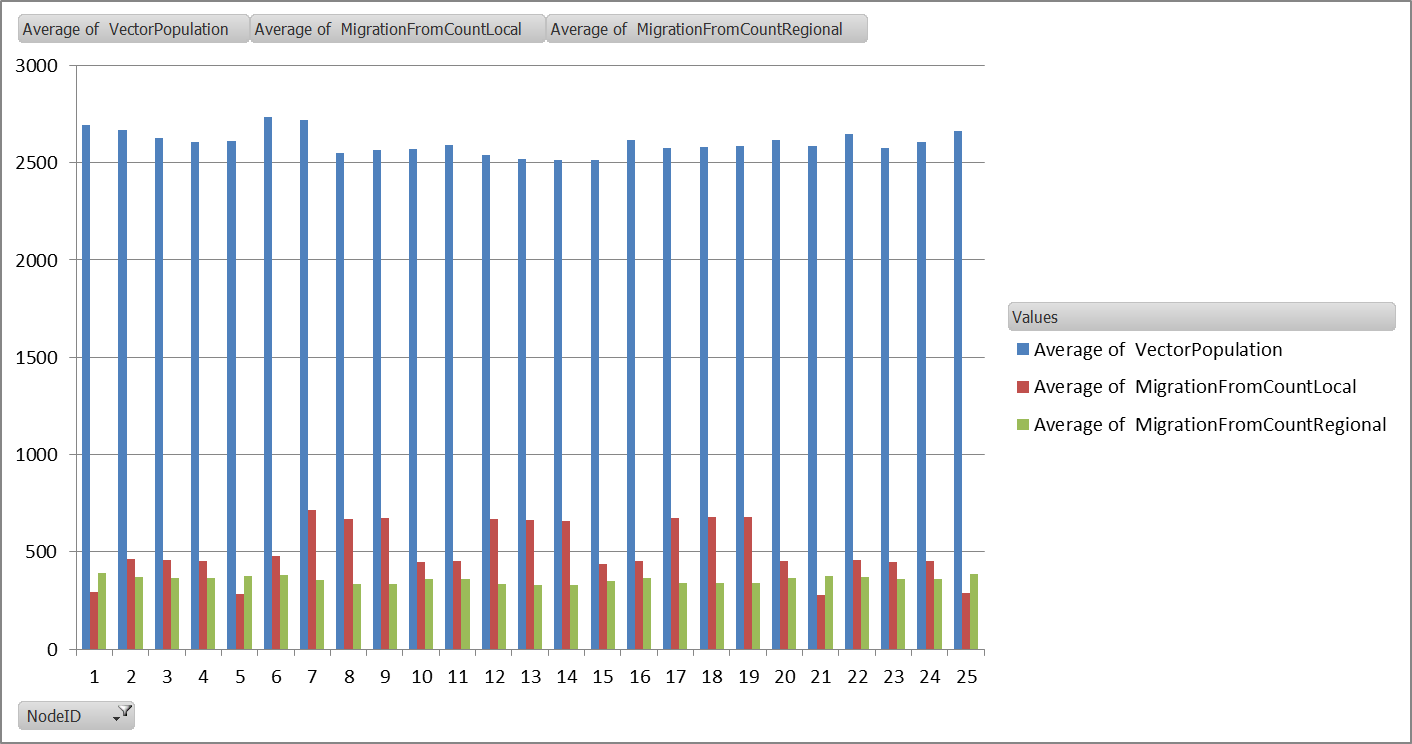 Average of  VectorPopulation Average of  MigrationFromCountLocal Average of  MigrationFromCountRegional
3000
2500
2000
1500
1000
500
0
1 2 3 4 5 6 7 8 9 10 11 12 13 14 15 16 17 18 19 20 21 22 23 24 25
Values
Average of  VectorPopulation
Average of  MigrationFromCountLocal
Average of  MigrationFromCountRegional
NodeID